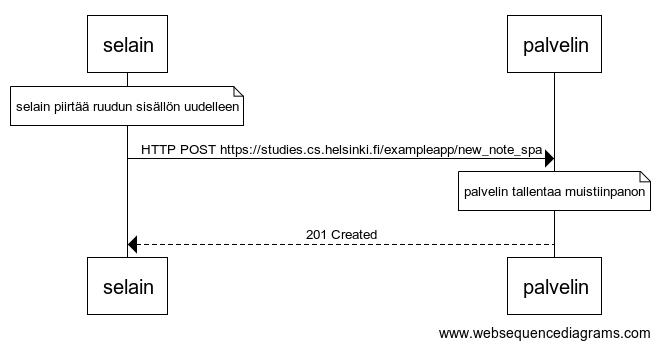 selain
palvelin
selain piirtää ruudun sisällön uudelleen
HTTP POST https://studies.cs.helsinki.fi/exampleapp/new_note_spa
palvelin tallentaa muistiinpanon
201 Created
selain
palvelin
www.websequencediagrams.com